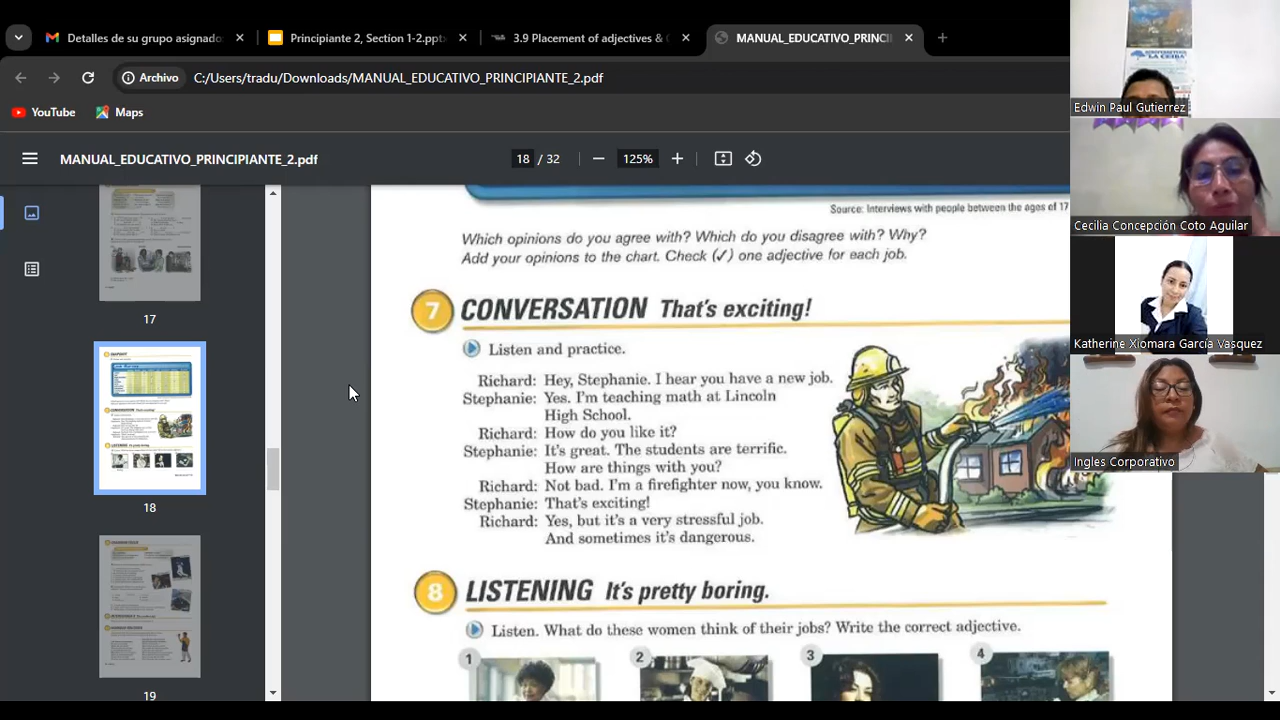 Detalles de su grupo asignado
Principiante 2, Section 1-2.ppt
3.9 Placement of adjectives & 
MANUAL_EDUCATIVO_PRINCI
Archivo
C:/Users/tradu/Downloads/MANUAL_EDUCATIVO_PRINCIPIANTE_2.pdf
YouTube
Maps
MANUAL_EDUCATIVO_PRINCIPIANTE_2.pdf
18 / 32
125%
17
18
19
Source: Interviews with people between the ages of 17
Which opinions do you agree with? Which do you disagree with? Why?
Add your opinions to the chart. Check (✓) one adjective for each job.
7 CONVERSATION That's exciting!
Listen and practice.
Richard: Hey, Stephanie. I hear you have a new job.
Stephanie: Yes. I'm teaching math at Lincoln
High School.
Richard: How do you like it?
Stephanie: It's great. The students are terrific.
How are things with you?
Richard: Not bad. I'm a firefighter now, you know.
Stephanie: That's exciting!
Richard: Yes, but it's a very stressful job.
And sometimes it's dangerous.
8 LISTENING It's pretty boring.
Listen. What do these women think of their jobs? Write the correct adjective.
1
2
3
4
LA CEIBA
Edwin Paul Gutierrez
Cecilia Concepción Coto Aguilar
Katherine Xiomara Garcia Vasquez
Ingles Corporativo